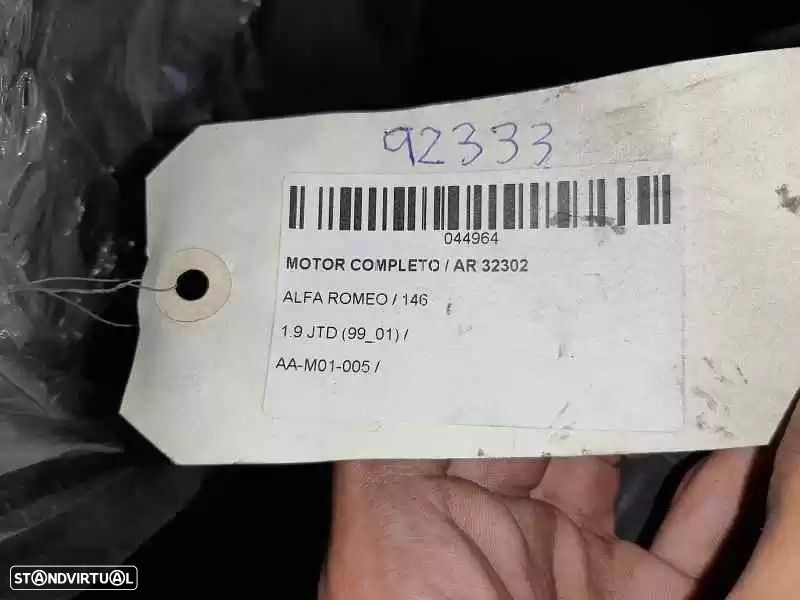 92333
044964
MOTOR COMPLETO / AR 32302
ALFA ROMEO / 146
1.9 JTD (99_01) /
AA-M01-005 /
STANDVIRTUAL